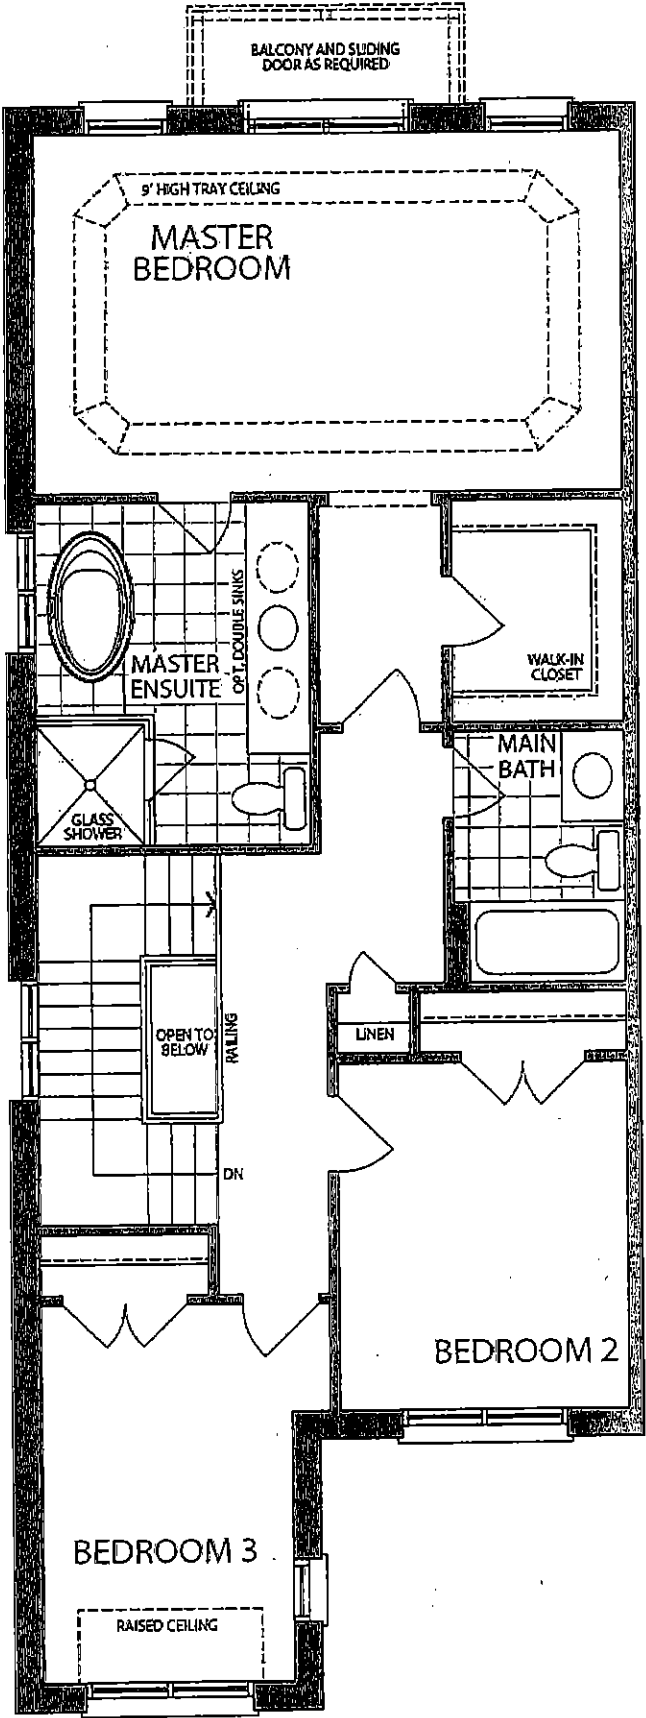 BALCONY AND SLIDING
DOOR AS REQUIRED
9' HIGH TRAY CEILING
MASTER
BEDROOM
OPT. DOUBLE SINKS
MASTER
ENSUITE
WALK-IN
CLOSET
MAIN
BATH
GLASS
SHOWER
OPEN TO
BELOW
RAILING
LINEN
DN
BEDROOM 2
BEDROOM 3
RAISED CEILING